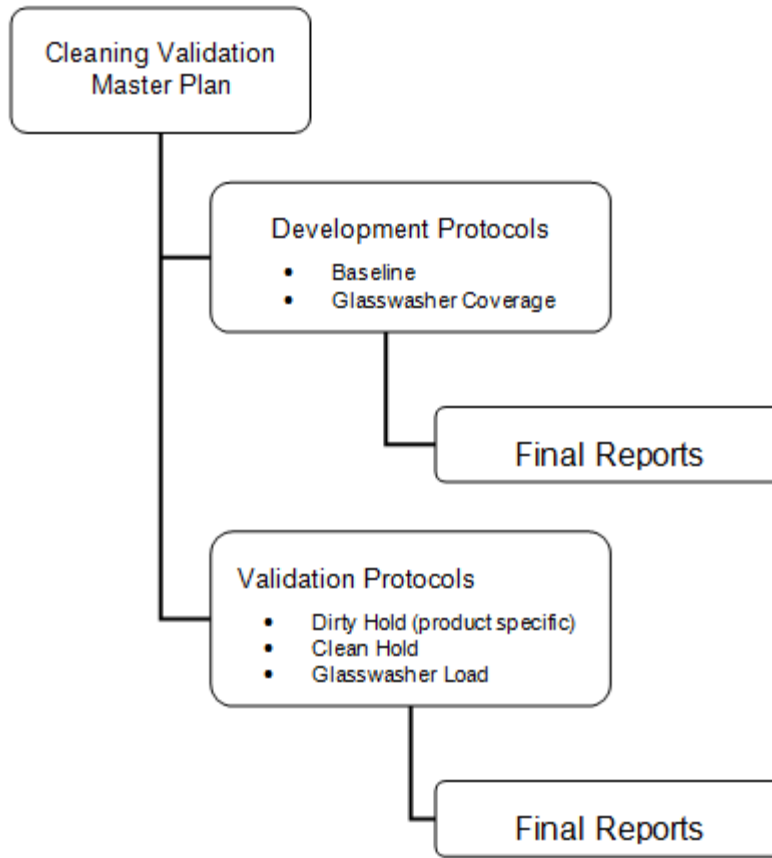 Cleaning Validation
Master Plan
Development Protocols
• Baseline
• Glasswasher Coverage
Final Reports
Validation Protocols
• Dirty Hold (product specific)
• Clean Hold
• Glasswasher Load
Final Reports